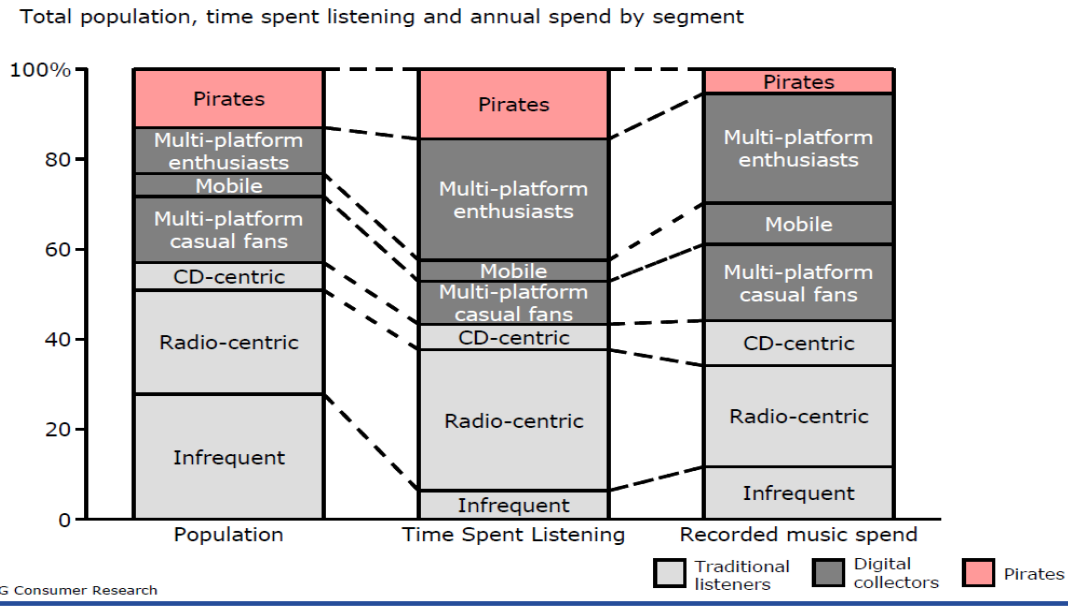 Total population, time spent listening and annual spend by segment
100%
80
60
40
20
0
Pirates
Multi-platform
enthusiasts
Mobile
Multi-platform
casual fans
CD-centric
Radio-centric
Infrequent
Population
Pirates
Multi-platform
enthusiasts
Mobile
Multi-platform
casual fans
CD-centric
Radio-centric
Infrequent
Time Spent Listening
Pirates
Multi-platform
enthusiasts
Mobile
Multi-platform
casual fans
CD-centric
Radio-centric
Infrequent
Recorded music spend
Traditional
listeners
Digital
collectors
Pirates
G Consumer Research